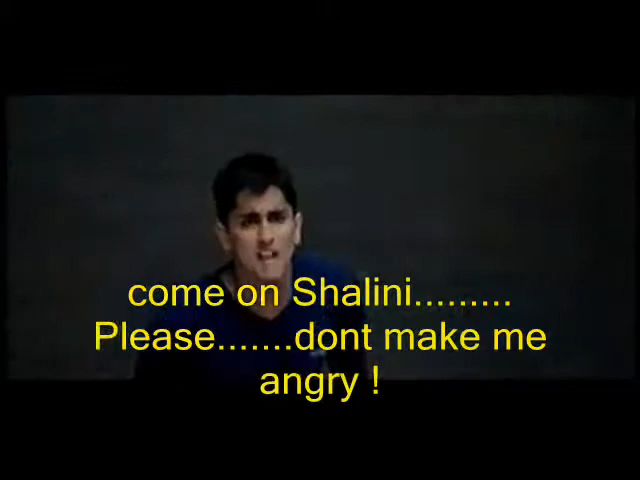 come on Shalini.........
Please.......dont make me
angry !